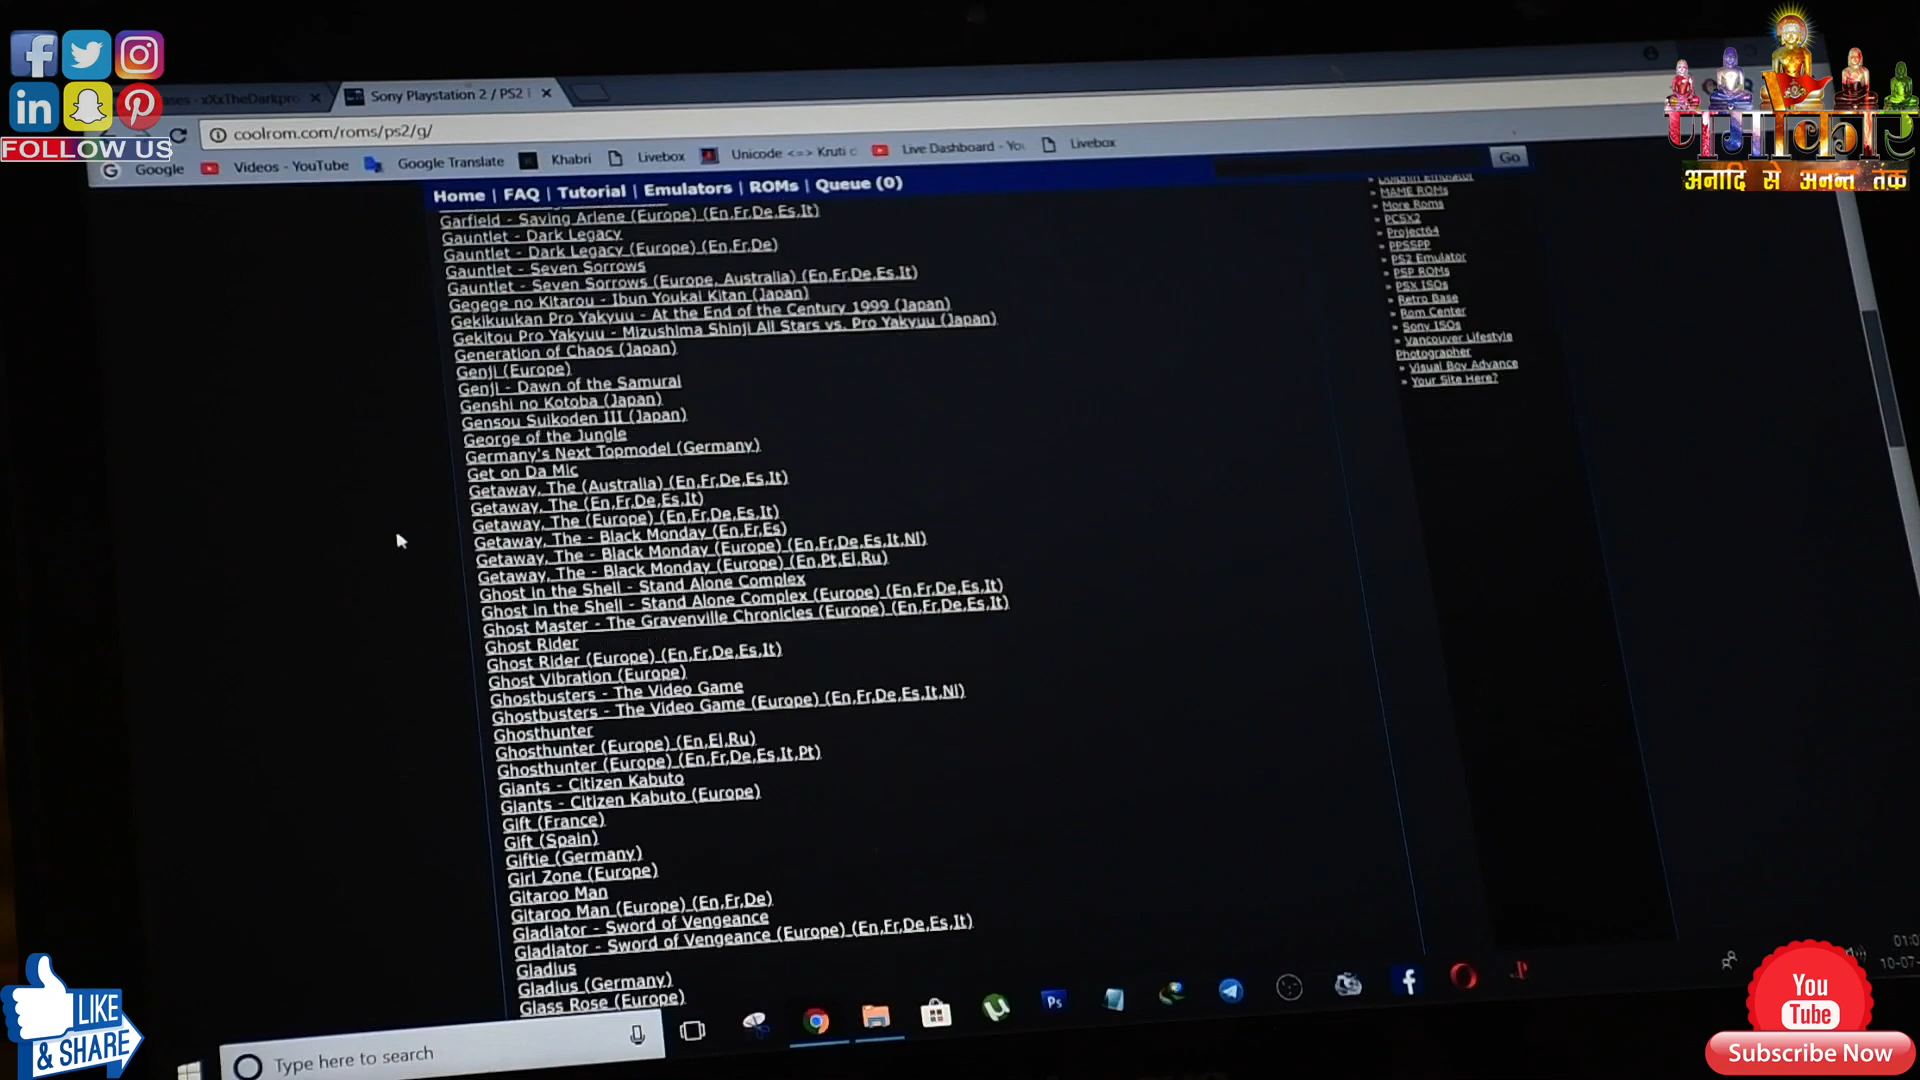 FOLLOW US
णमोकार
अनादि से अनन्त तक
Sony Playstation 2 / PS2
coolrom.com/roms/ps2/g/
Google
Videos - YouTube
Google Translate
Khabri
Livebox
Unicode <=> Kruti
Live Dashboard - You
Livebox
Home | FAQ | Tutorial | Emulators | ROMs | Queue (0)
Go
Garfield - Saving Arlene (Europe) (En,Fr,De,Es,It)
Gauntlet - Dark Legacy
Gauntlet - Dark Legacy (Europe) (En,Fr,De)
Gauntlet - Seven Sorrows
Gauntlet - Seven Sorrows (Europe, Australia) (En,Fr,De,Es,It)
Gegege no Kitarou - Ibun Youkai Kitan (Japan)
Gekikuukan Pro Yakyuu - At the End of the Century 1999 (Japan)
Gekitou Pro Yakyuu - Mizushima Shinji All Stars vs. Pro Yakyuu (Japan)
Generation of Chaos (Japan)
Genji (Europe)
Genji - Dawn of the Samurai
Genshi no Kotoba (Japan)
Gensou Suikoden III (Japan)
George of the Jungle
Germany's Next Topmodel (Germany)
Get on Da Mic
Getaway, The (Australia) (En,Fr,De,Es,It)
Getaway, The (En,Fr,De,Es,It)
Getaway, The (Europe) (En,Fr,De,Es,It)
Getaway, The - Black Monday (En,Fr,Es)
Getaway, The - Black Monday (Europe) (En,Fr,De,Es,It,Nl)
Getaway, The - Black Monday (Europe) (En,Pt,El,Ru)
Ghost in the Shell - Stand Alone Complex
Ghost in the Shell - Stand Alone Complex (Europe) (En,Fr,De,Es,It)
Ghost Master - The Gravenville Chronicles (Europe) (En,Fr,De,Es,It)
Ghost Rider
Ghost Rider (Europe) (En,Fr,De,Es,It)
Ghost Vibration (Europe)
Ghostbusters - The Video Game
Ghostbusters - The Video Game (Europe) (En,Fr,De,Es,It,Nl)
Ghosthunter
Ghosthunter (Europe) (En,El,Ru)
Ghosthunter (Europe) (En,Fr,De,Es,It,Pt)
Giants - Citizen Kabuto
Giants - Citizen Kabuto (Europe)
Gift (France)
Gift (Spain)
Giftie (Germany)
Girl Zone (Europe)
Gitaroo Man
Gitaroo Man (Europe) (En,Fr,De)
Gladiator - Sword of Vengeance
Gladiator - Sword of Vengeance (Europe) (En,Fr,De,Es,It)
Gladius
Gladius (Germany)
Glass Rose (Europe)
» Dolphin Emulator
» MAME ROMs
» More Roms
» PCSX2
» Project64
» PPSSPP
» PS2 Emulator
» PSP ROMs
» PSX ISOs
» Retro Base
» Rom Center
» Sony ISOs
» Vancouver Lifestyle
Photographer
» Visual Boy Advance
» Your Site Here?
LIKE
& SHARE
Type here to search
Ps
01:0
10-07-
You
Tube
Subscribe Now